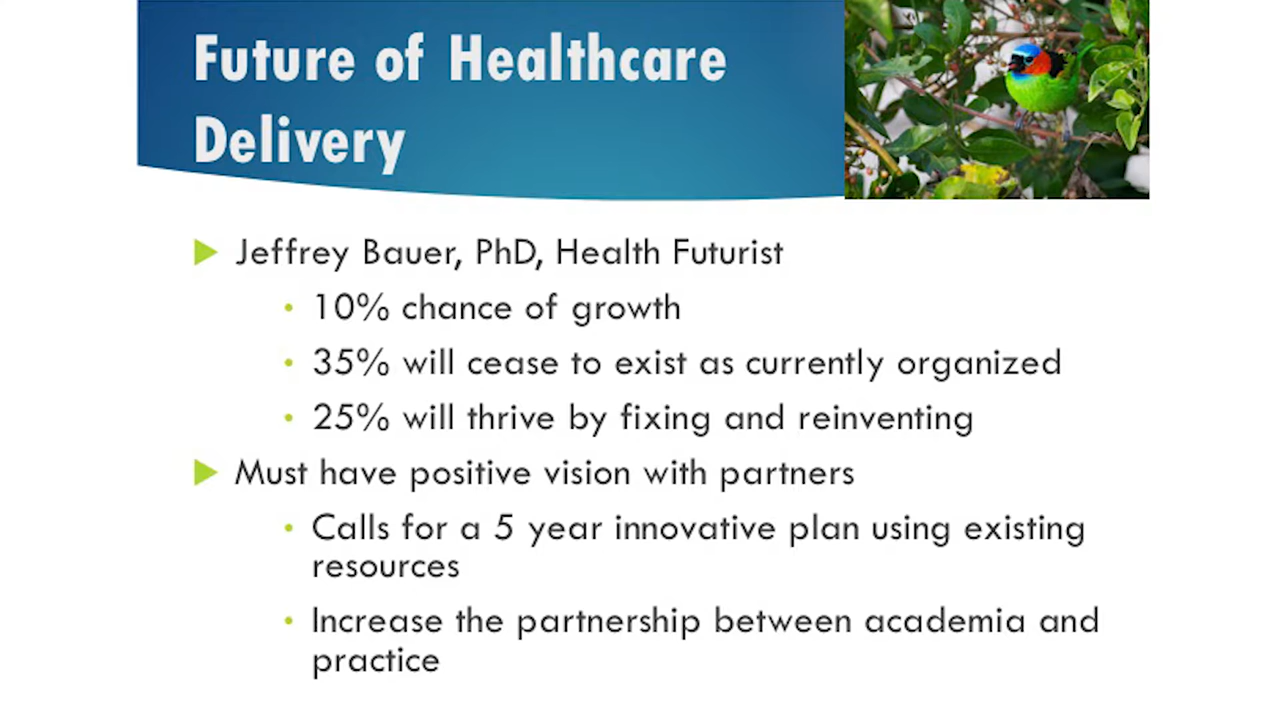 Future of Healthcare
Delivery
Jeffrey Bauer, PhD, Health Futurist
10% chance of growth
35% will cease to exist as currently organized
25% will thrive by fixing and reinventing
Must have positive vision with partners
Calls for a 5 year innovative plan using existing
resources
Increase the partnership between academia and
practice